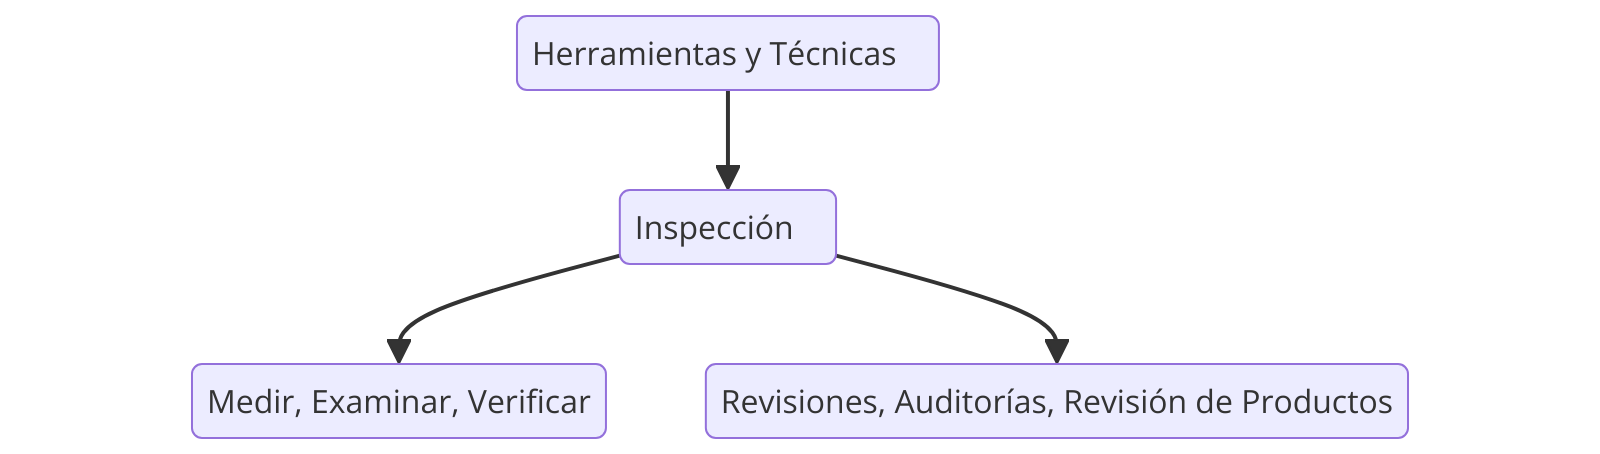 Herramientas y Técnicas
Inspección
Medir, Examinar, Verificar
Revisiones, Auditorías, Revisión de Productos